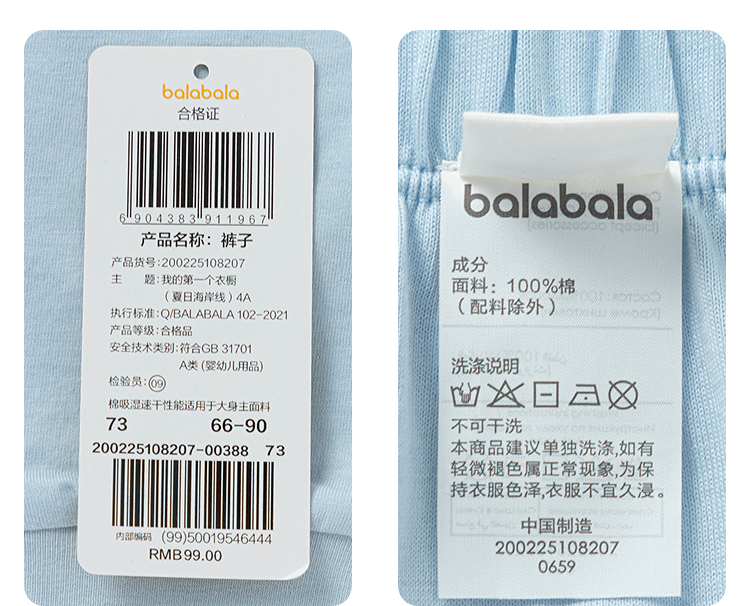 balabala
合格证
6 904383 911967
产品名称：裤子
产品货号：200225108207
主 题：我的第一个衣橱
（夏日海岸线）4A
执行标准：Q/BALABALA 102-2021
产品等级：合格品
安全技术类别：符合GB 31701
A类 (婴幼儿用品)
检验员：09
棉吸湿速干性能适用于大身主面料
73 66-90
200225108207-00388 73
内部编码 (99)50019546444
RMB99.00
balabala
成分
面料：100%棉
（配料除外）
洗涤说明
不可干洗
本商品建议单独洗涤,如有
轻微褪色属正常现象,为保
持衣服色泽,衣服不宜久浸。
中国制造
200225108207
0659